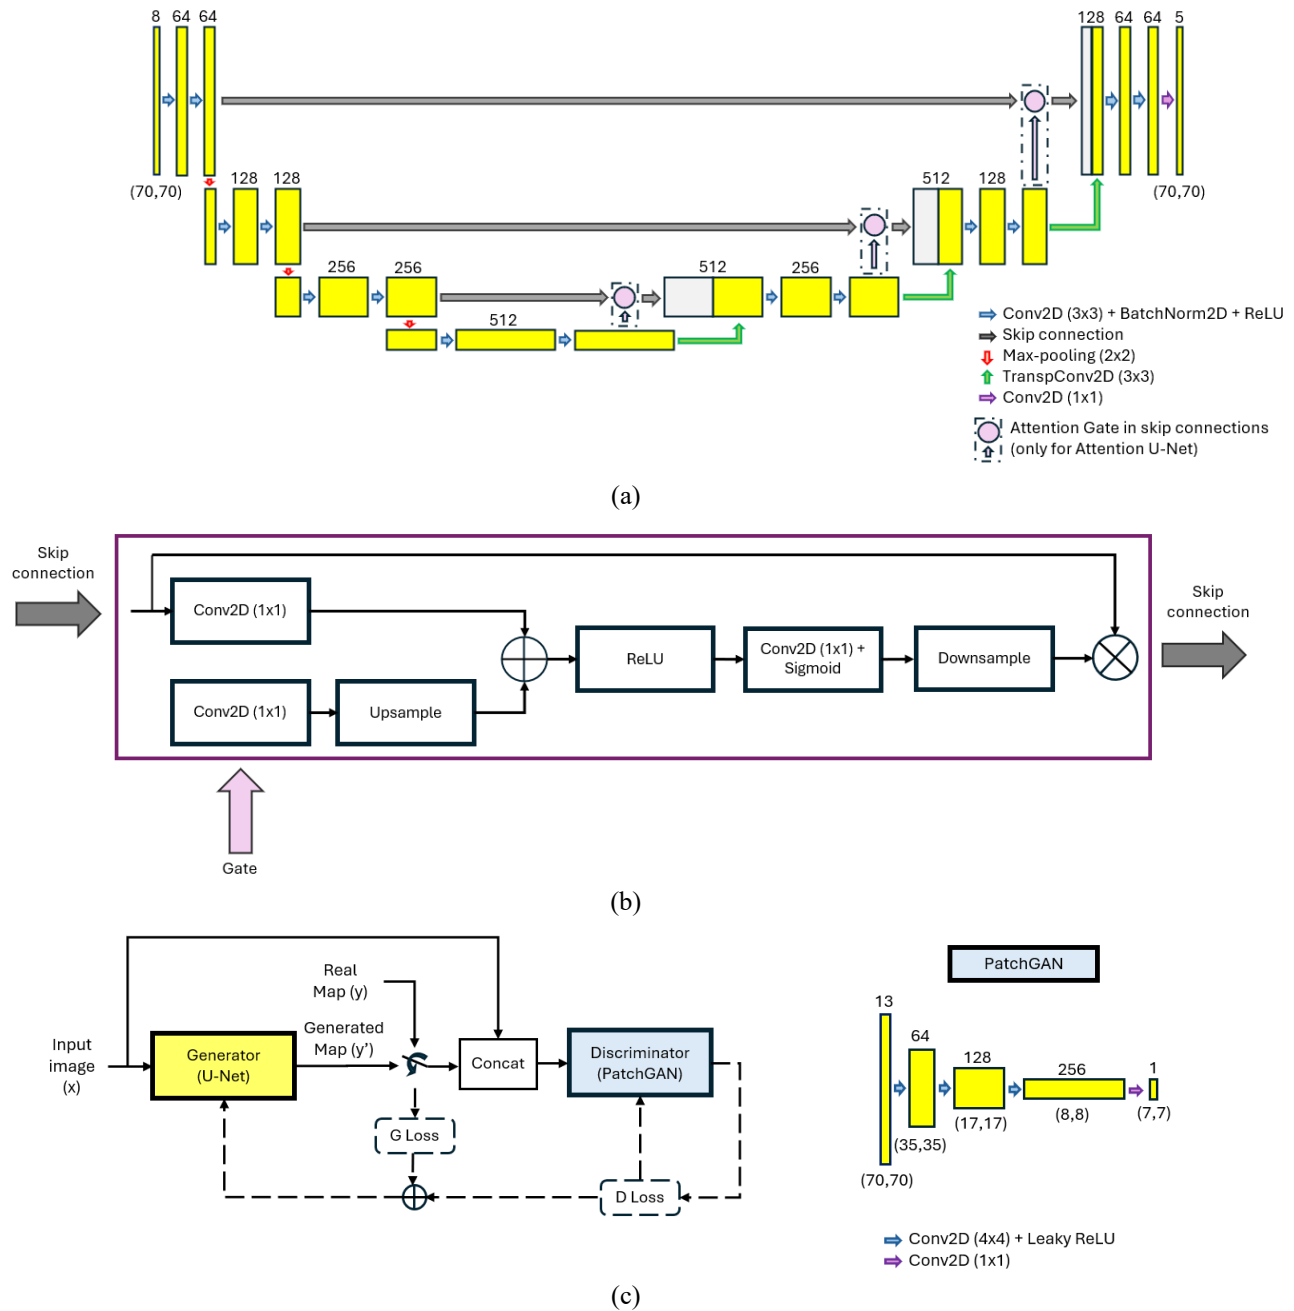 8 64 64
128 64 64 5
(70,70)
(70,70)
128 128
512 128
256 256
512 256
512
Conv2D (3x3) + BatchNorm2D + ReLU
Skip connection
Max-pooling (2x2)
TranspConv2D (3x3)
Conv2D (1x1)
Attention Gate in skip connections
(only for Attention U-Net)
(a)
Skip
connection
Conv2D (1x1)
Conv2D (1x1)
Upsample
ReLU
Conv2D (1x1) +
Sigmoid
Downsample
Skip
connection
Gate
(b)
Input
image
(x)
Generator
(U-Net)
Real
Map (y)
Generated
Map (y')
Concat
Discriminator
(PatchGAN)
G Loss
D Loss
PatchGAN
13
64
128
256
1
(70,70)
(35,35)
(17,17)
(8,8)
(7,7)
Conv2D (4x4) + Leaky ReLU
Conv2D (1x1)
(c)